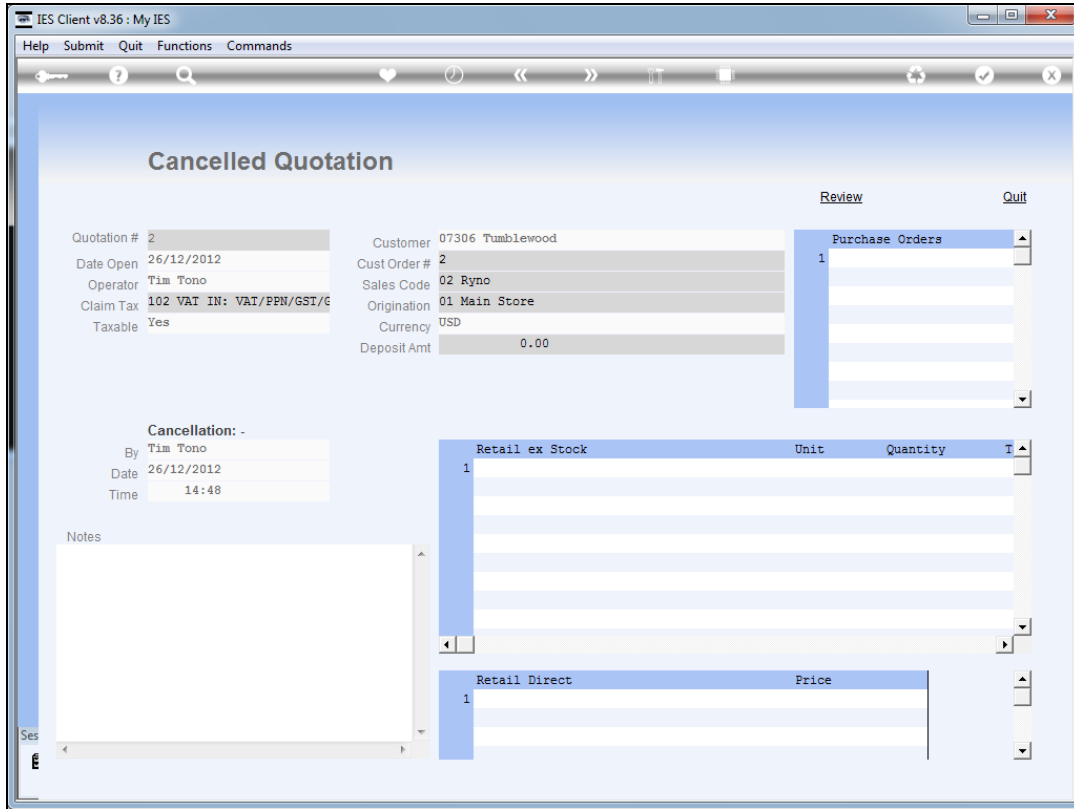 IES Client v8.36 : My IES
Help Submit Quit Functions Commands
Cancelled Quotation
Review Quit
Quotation # 2
Date Open 26/12/2012
Operator Tim Tono
Claim Tax 102 VAT IN: VAT/PPN/GST/G
Taxable Yes
Customer 07306 Tumblewood
Cust Order # 2
Sales Code 02 Ryno
Origination 01 Main Store
Currency USD
Deposit Amt 0.00
Purchase Orders
1
Cancellation: -
By Tim Tono
Date 26/12/2012
Time 14:48
Retail ex Stock Unit Quantity T
1
Notes
Retail Direct Price
1
Ses